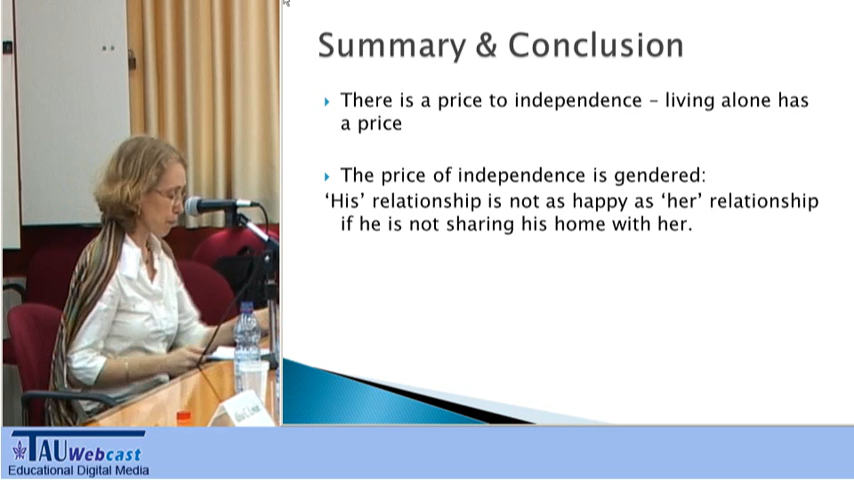 Summary & Conclusion
There is a price to independence – living alone has
a price
The price of independence is gendered:
‘His’ relationship is not as happy as ‘her’ relationship
if he is not sharing his home with her.
TAU Webcast
Educational Digital Media